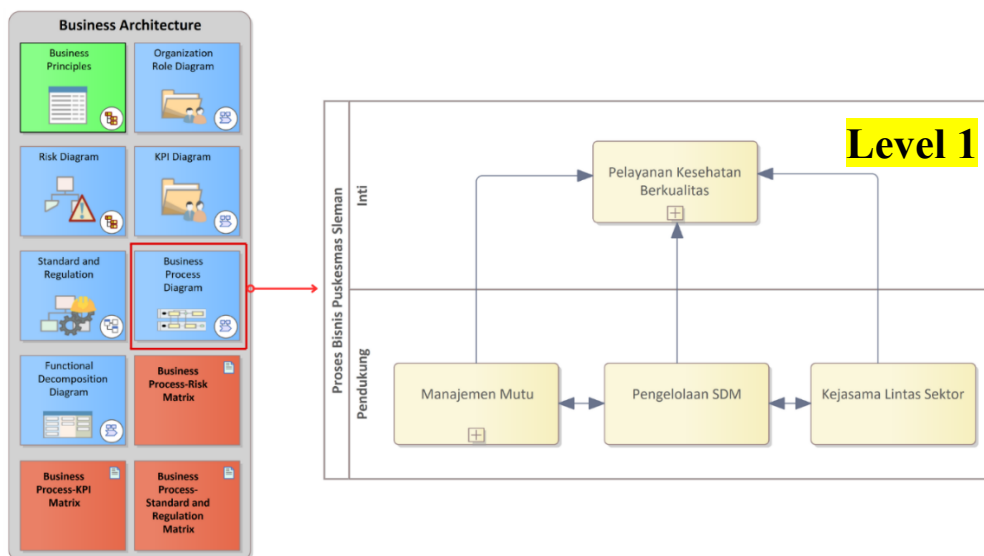 Business Architecture
Business
Principles
Organization
Role Diagram
Risk Diagram
KPI Diagram
Standard and
Regulation
Business
Process
Diagram
Functional
Decomposition
Diagram
Business
Process-Risk
Matrix
Business
Process-KPI
Matrix
Business
Process-
Standard and
Regulation
Matrix
Proses Bisnis Puskesmas Sleman
Inti
Level 1
Pelayanan Kesehatan
Berkualitas
Pendukung
Manajemen Mutu
Pengelolaan SDM
Kejasama Lintas Sektor